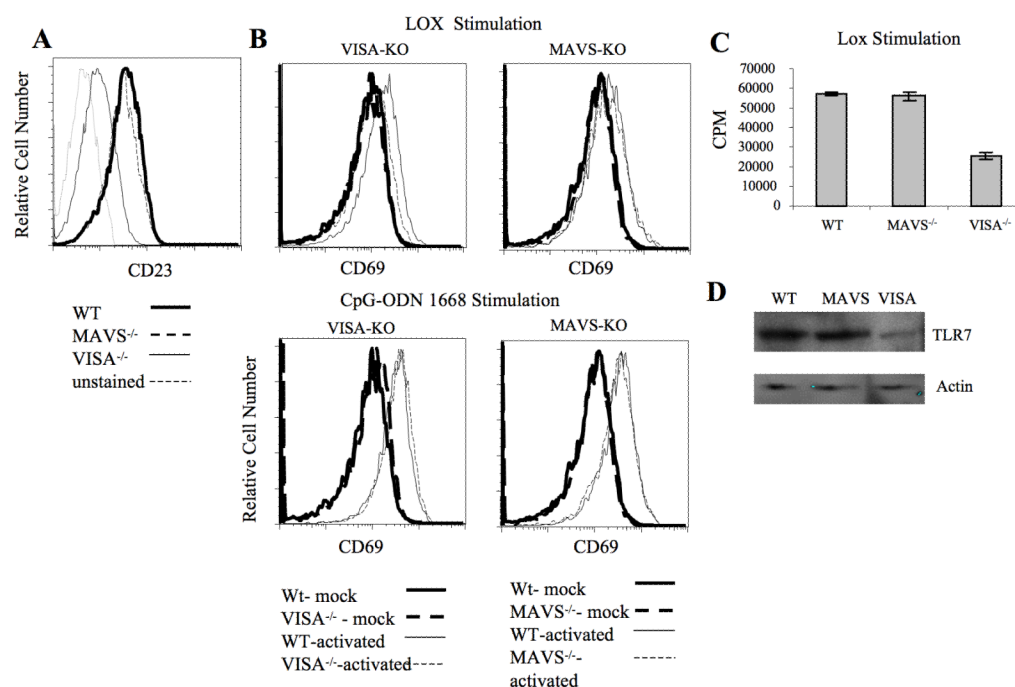 A
Relative Cell Number
CD23
WT
MAVS-/-
VISA-/-
unstained
B
LOX Stimulation
VISA-KO
MAVS-KO
CD69
CD69
CpG-ODN 1668 Stimulation
VISA-KO
MAVS-KO
Relative Cell Number
CD69
CD69
Wt- mock
VISA-/- - mock
WT-activated
VISA-/--activated
Wt- mock
MAVS-/-- mock
WT-activated
MAVS-/--
activated
C
Lox Stimulation
CPM
70000
60000
50000
40000
30000
20000
10000
0
WT
MAVS-/-
VISA-/-
D
WT MAVS VISA
TLR7
Actin